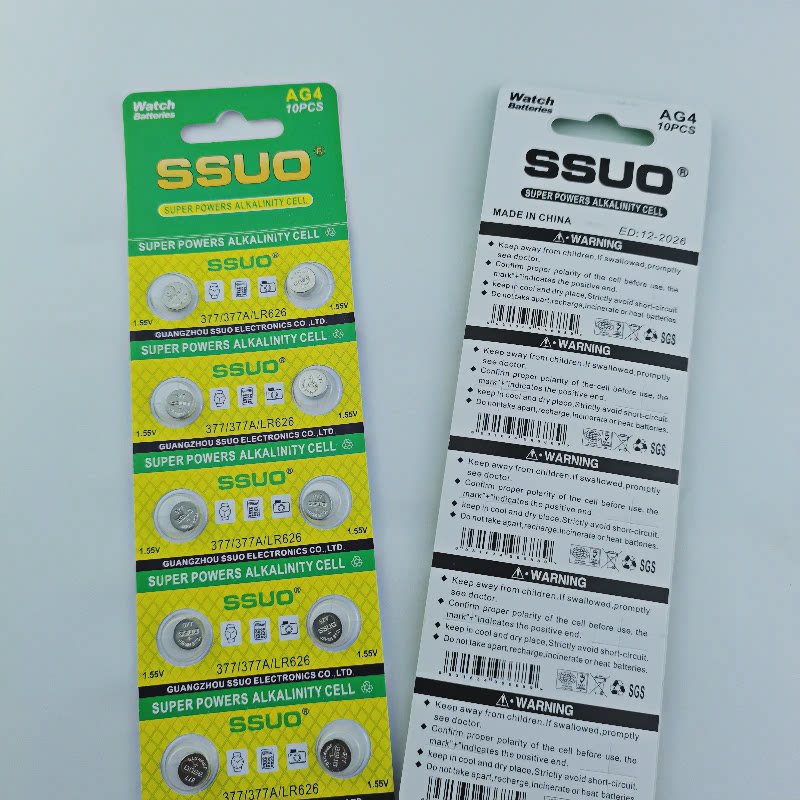 Watch
Batteries
AG4
10PCS
SSUO®
SUPER POWERS ALKALINITY CELL
SUPER POWERS ALKALINITY CELL
SSUO®
1.55V
377/377A/LR626
1.55V
GUANGZHOU SSUO ELECTRONICS CO.,LTD.
SUPER POWERS ALKALINITY CELL
SSUO®
1.55V
377/377A/LR626
1.55V
GUANGZHOU SSUO ELECTRONICS CO.,LTD.
SUPER POWERS ALKALINITY CELL
SSUO®
1.55V
377/377A/LR626
1.55V
GUANGZHOU SSUO ELECTRONICS CO.,LTD.
SUPER POWERS ALKALINITY CELL
SSUO®
1.55V
377/377A/LR626
1.55V
GUANGZHOU SSUO ELECTRONICS CO.,LTD.
SUPER POWERS ALKALINITY CELL
SSUO®
377/377A/LR626
1.55V
Watch
Batteries
AG4
10PCS
SSUO®
SUPER POWERS ALKALINITY CELL
MADE IN CHINA
ED:12-2026
WARNING
Keep away from children.If swallowed,promptly
see doctor.
Confirm proper polarity of the cell before use, the
mark"+"indicates the positive end.
keep in cool and dry place,Strictly avoid short-circuit.
Do not take apart,recharge,incinerate or heat batteries.
SGS
WARNING
Keep away from children.If swallowed,promptly
see doctor.
Confirm proper polarity of the cell before use, the
mark"+"indicates the positive end.
keep in cool and dry place,Strictly avoid short-circuit.
Do not take apart,recharge,incinerate or heat batteries.
SGS
WARNING
Keep away from children.If swallowed,promptly
see doctor.
Confirm proper polarity of the cell before use, the
mark"+"indicates the positive end.
keep in cool and dry place,Strictly avoid short-circuit.
Do not take apart,recharge,incinerate or heat batteries.
SGS
WARNING
Keep away from children.If swallowed,promptly
see doctor.
Confirm proper polarity of the cell before use, the
mark"+"indicates the positive end.
keep in cool and dry place,Strictly avoid short-circuit.
Do not take apart,recharge,incinerate or heat batteries.
SGS
WARNING
Keep away from children.If swallowed,promptly
see doctor.
Confirm proper polarity of the cell before use, the
mark"+"indicates the positive end.
keep in cool and dry place,Strictly avoid short-circuit.
Do not take apart,recharge,incinerate or heat batteries.
SGS